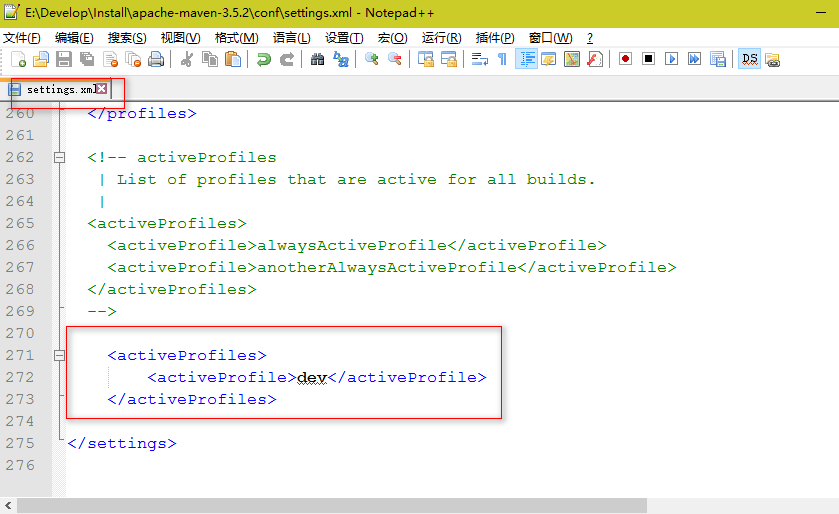 E:\Develop\Install\apache-maven-3.5.2\conf\settings.xml - Notepad++
文件(F) 编辑(E) 搜索(S) 视图(V) 格式(M) 语言(L) 设置(T) 宏(O) 运行(R) 插件(P) 窗口(W) ?
settings.xml
260 </profiles>
261
262 <!-- activeProfiles
263 | List of profiles that are active for all builds.
264 |
265 <activeProfiles>
266 <activeProfile>alwaysActiveProfile</activeProfile>
267 <activeProfile>anotherAlwaysActiveProfile</activeProfile>
268 </activeProfiles>
269 -->
270
271 <activeProfiles>
272 <activeProfile>dev</activeProfile>
273 </activeProfiles>
274
275 </settings>
276